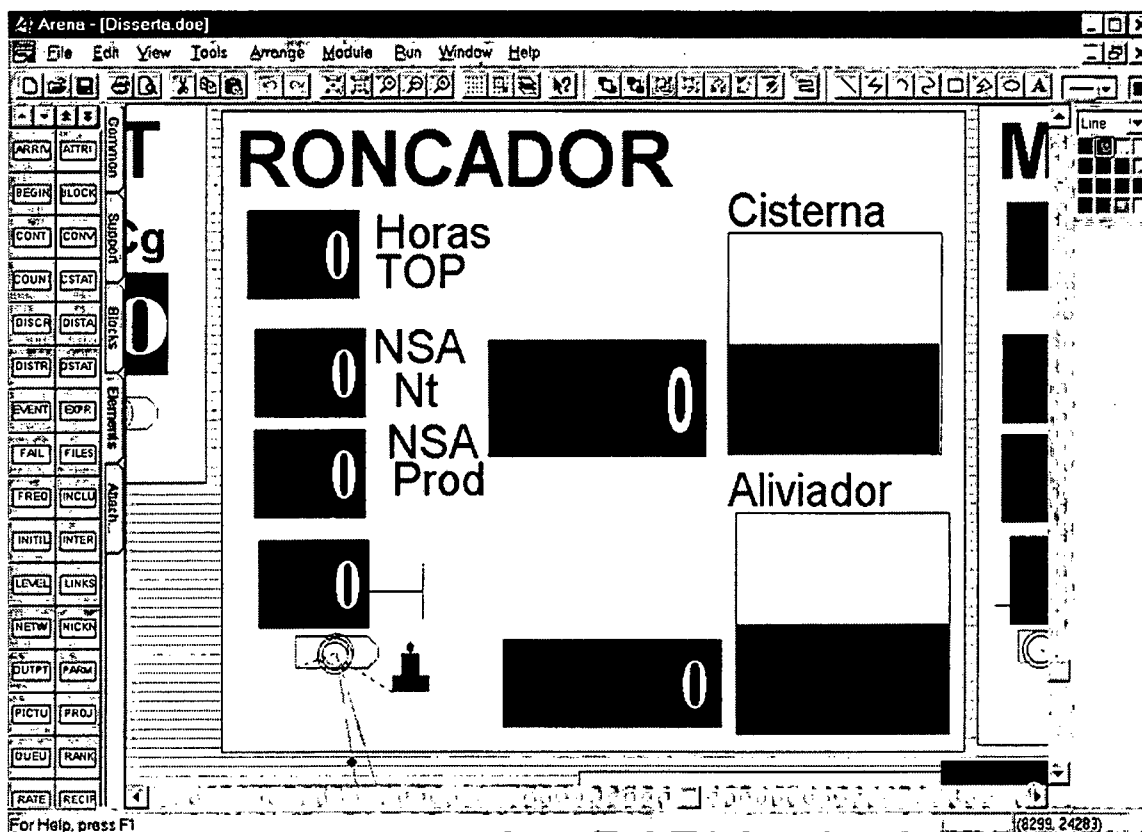 Arena - [Disserta.doe]
File Edit View Tools Arrange Module Run Window Help
Line
Common
Support
Blocks
Elements
Attach...
ARRIV ATTRI
BEGIN BLOCK
CONT CONV
COUNT CSTAT
DISCR DISTA
DISTR DSTAT
EVENT EXPR
FAIL FILES
FREQ INCLU
INITIL INTER
LEVEL LINKS
NETW NICKN
OUTPT PARM
PICTU PROJ
QUEU RANK
RATE RECIP
T
Cg
0
RONCADOR
0 Horas
TOP
0 NSA
Nt
0 NSA
Prod
0
0
0
Cisterna
Aliviador
M
For Help, press F1
(8299, 24283)